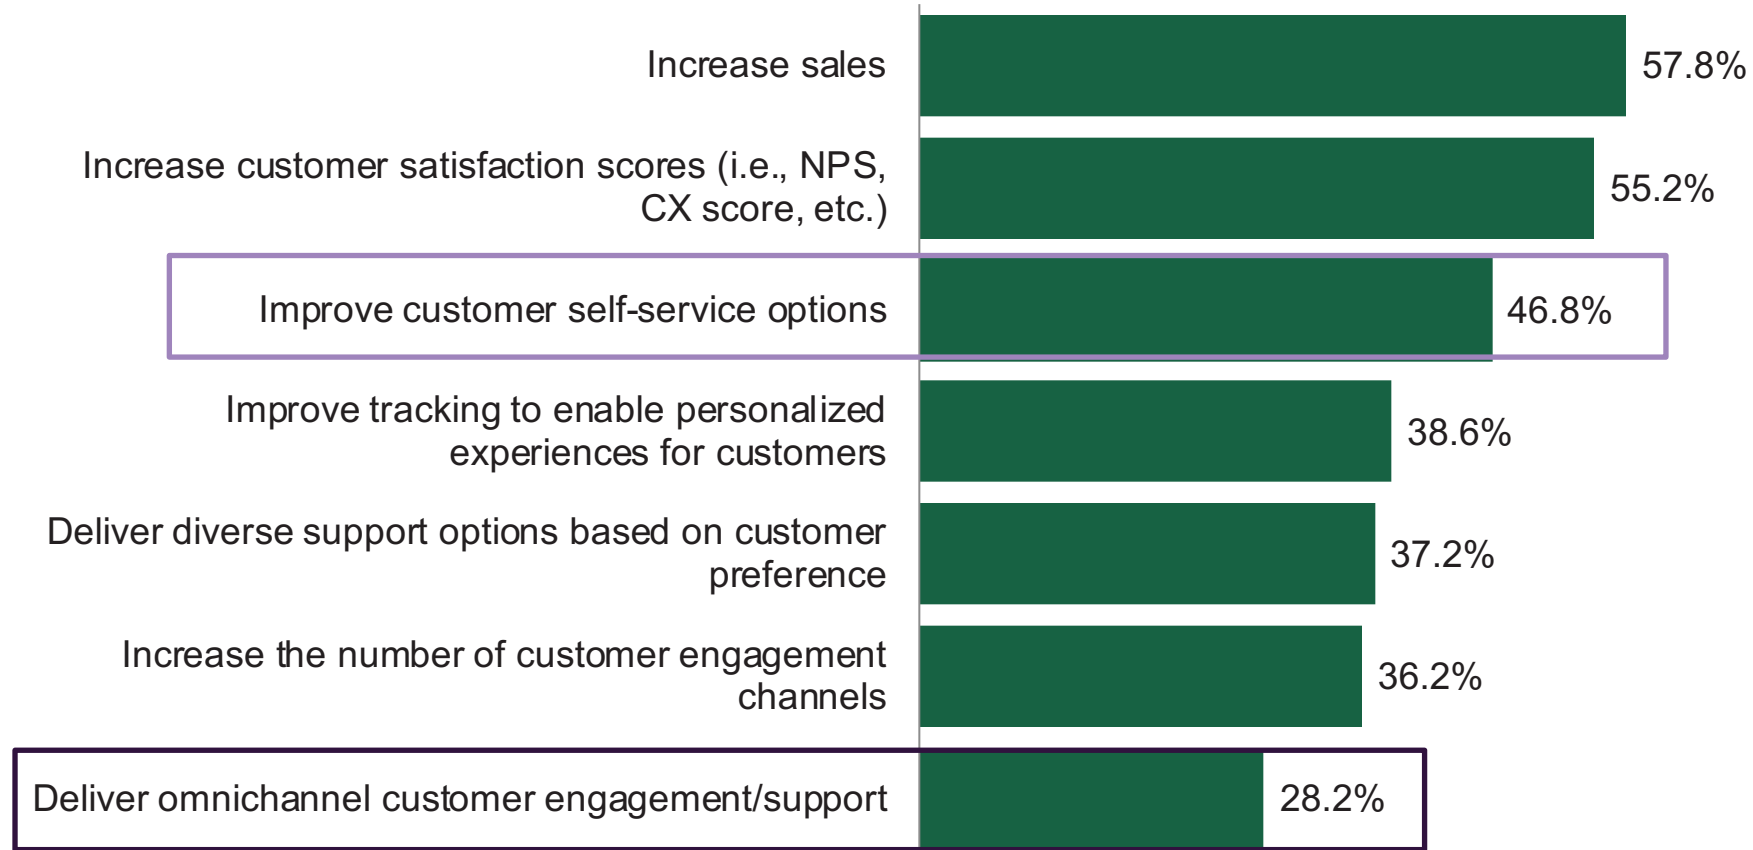 Increase sales
57.8%
Increase customer satisfaction scores (i.e., NPS,
CX score, etc.)
55.2%
Improve customer self-service options
46.8%
Improve tracking to enable personalized
experiences for customers
38.6%
Deliver diverse support options based on customer
preference
37.2%
Increase the number of customer engagement
channels
36.2%
Deliver omnichannel customer engagement/support
28.2%